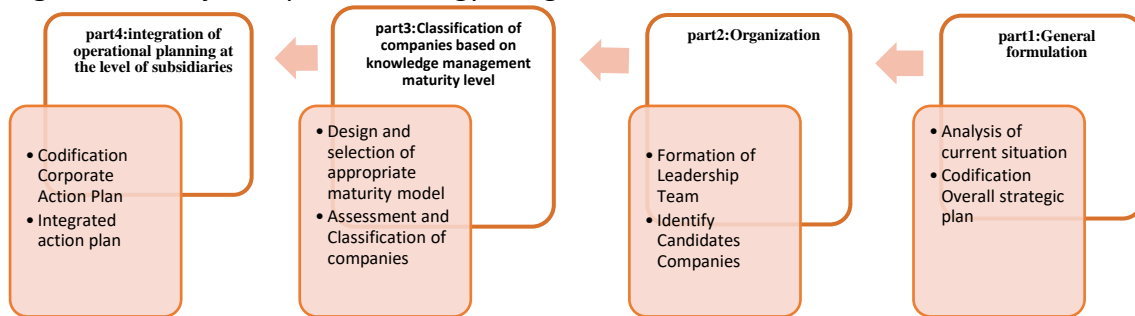 part4:integration of
operational planning at
the level of subsidiaries
• Codification
Corporate
Action Plan
• Integrated
action plan
part3:Classification of
companies based on
knowledge management
maturity level
• Design and
selection of
appropriate
maturity model
• Assessment and
Classification of
companies
part2:Organization
• Formation of
Leadership
Team
• Identify
Candidates
Companies
part1:General
formulation
• Analysis of
current situation
• Codification
Overall strategic
plan